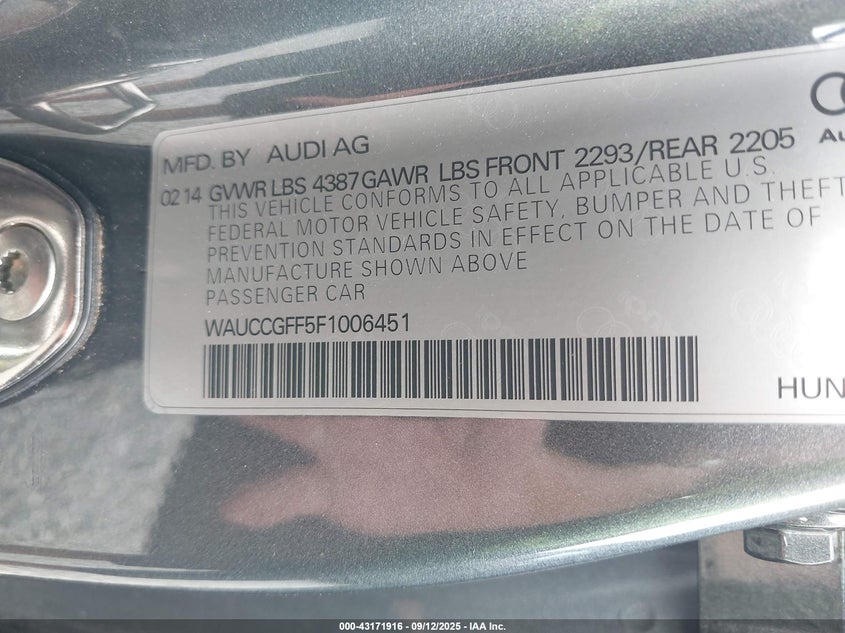 MFD. BY AUDI AG
02 14 GVWR LBS 4387 GAWR LBS FRONT 2293/REAR 2205
THIS VEHICLE CONFORMS TO ALL APPLICABLE U.S.
FEDERAL MOTOR VEHICLE SAFETY, BUMPER AND THEFT
PREVENTION STANDARDS IN EFFECT ON THE DATE OF
MANUFACTURE SHOWN ABOVE
PASSENGER CAR
WAUCCGFF5F1006451
HUN
000-43171916 - 09/12/2025 - IAA Inc.